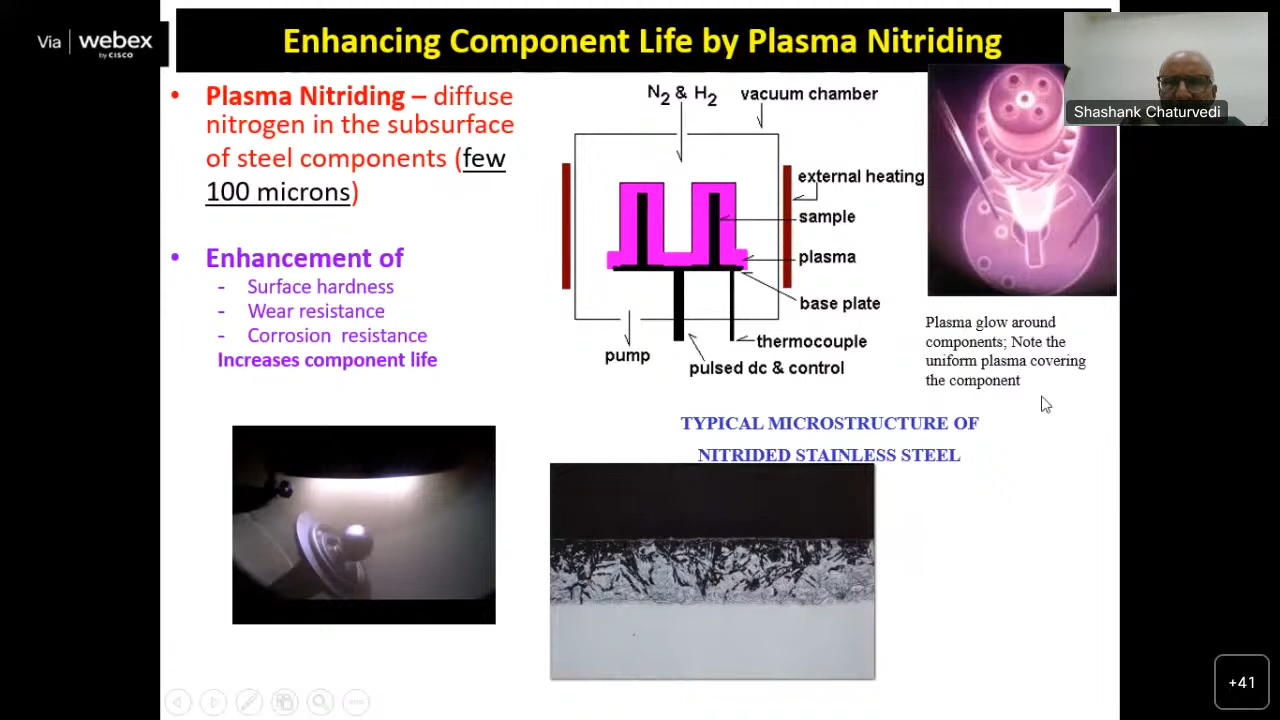 Via webex
by CISCO
Enhancing Component Life by Plasma Nitriding
Shashank Chaturvedi
• Plasma Nitriding – diffuse
nitrogen in the subsurface
of steel components (few
100 microns)
• Enhancement of
- Surface hardness
- Wear resistance
- Corrosion resistance
Increases component life
N2 & H2
vacuum chamber
external heating
sample
plasma
base plate
thermocouple
pump
pulsed dc & control
Plasma glow around
components; Note the
uniform plasma covering
the component
TYPICAL MICROSTRUCTURE OF
NITRIDED STAINLESS STEEL
+41